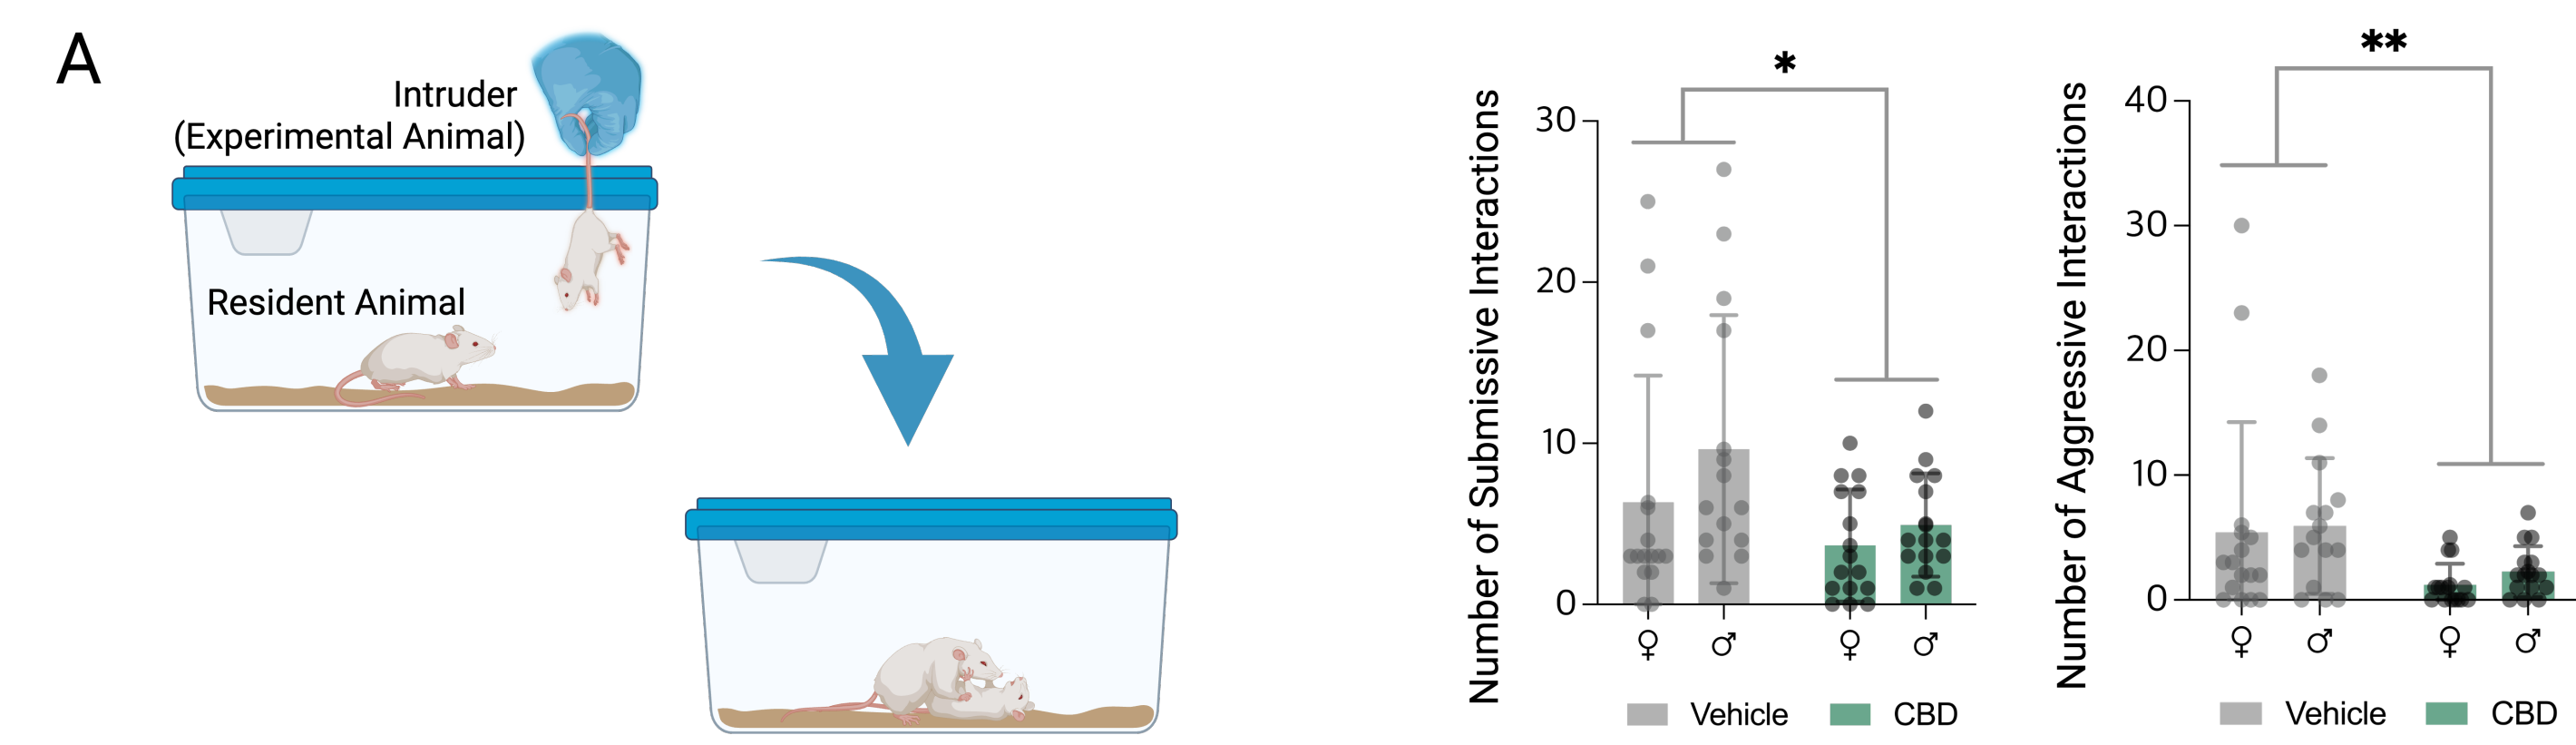 A
Intruder
(Experimental Animal)
Resident Animal
Number of Submissive Interactions
30
20
10
0
*
♀ ♂ ♀ ♂
Vehicle CBD
Number of Aggressive Interactions
40
30
20
10
0
**
♀ ♂ ♀ ♂
Vehicle CBD